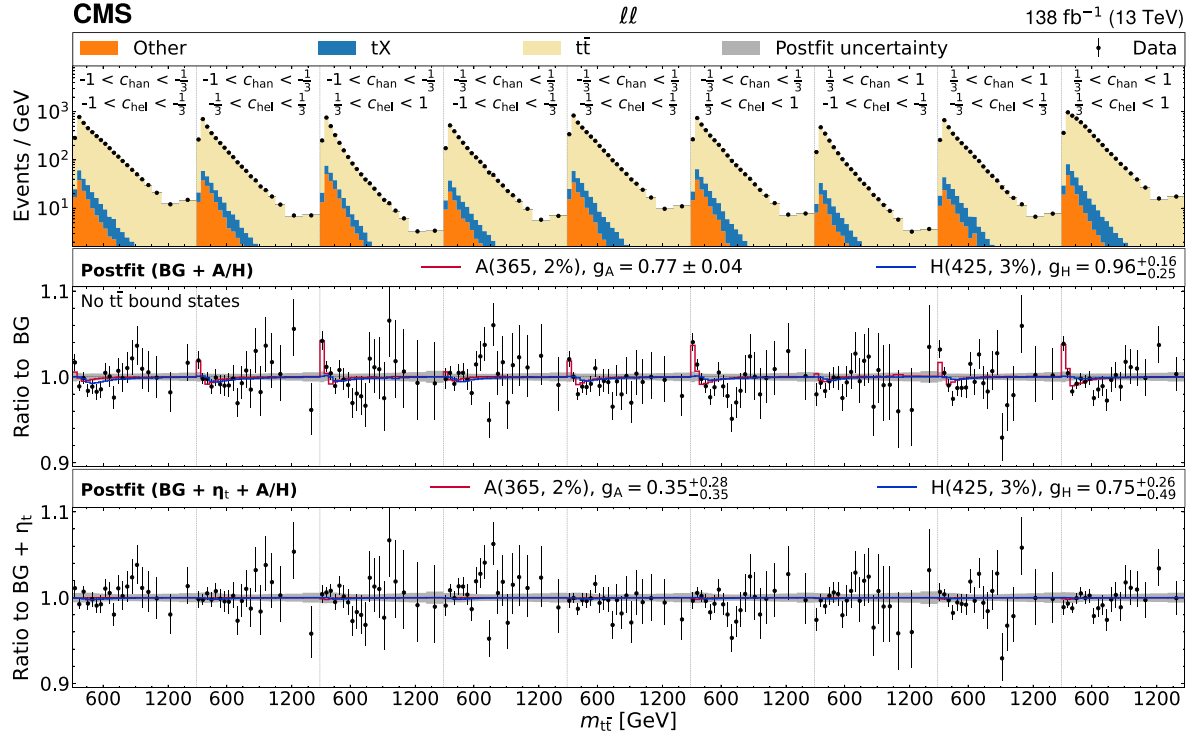 CMS ℓℓ 138 fb⁻¹ (13 TeV)
Other tX tt̄ Postfit uncertainty Data
-1 < c_han < -1/3 -1 < c_han < -1/3 -1 < c_han < -1/3 -1/3 < c_han < 1/3 -1/3 < c_han < 1/3 -1/3 < c_han < 1/3 1/3 < c_han < 1 1/3 < c_han < 1 1/3 < c_han < 1
-1 < c_hel < -1/3 -1/3 < c_hel < 1/3 1/3 < c_hel < 1 -1 < c_hel < -1/3 -1/3 < c_hel < 1/3 1/3 < c_hel < 1 -1 < c_hel < -1/3 -1/3 < c_hel < 1/3 1/3 < c_hel < 1
Events / GeV
10³
10²
10¹
Postfit (BG + A/H) A(365, 2%), g_A = 0.77 ± 0.04 H(425, 3%), g_H = 0.96 +0.16 -0.25
No tt̄ bound states
Ratio to BG
1.1
1.0
0.9
Postfit (BG + η_t + A/H) A(365, 2%), g_A = 0.35 +0.28 -0.35 H(425, 3%), g_H = 0.75 +0.26 -0.49
Ratio to BG + η_t
1.1
1.0
0.9
600 1200 600 1200 600 1200 600 1200 600 1200 600 1200 600 1200 600 1200 600 1200
m_tt̄ [GeV]